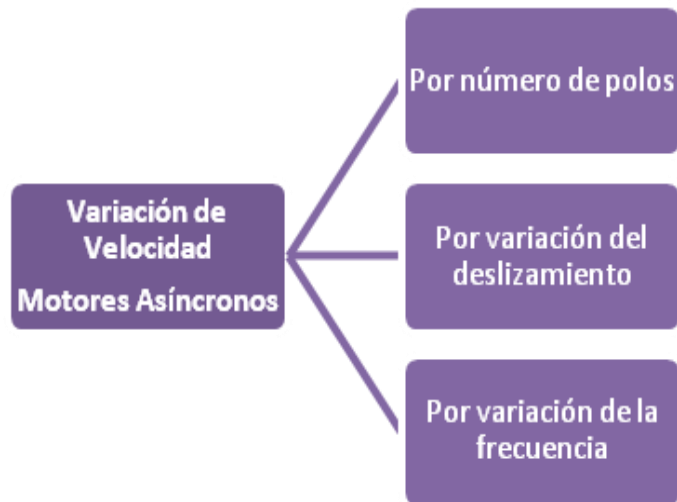 Variación de
Velocidad
Motores Asíncronos
Por número de polos
Por variación del
deslizamiento
Por variación de la
frecuencia